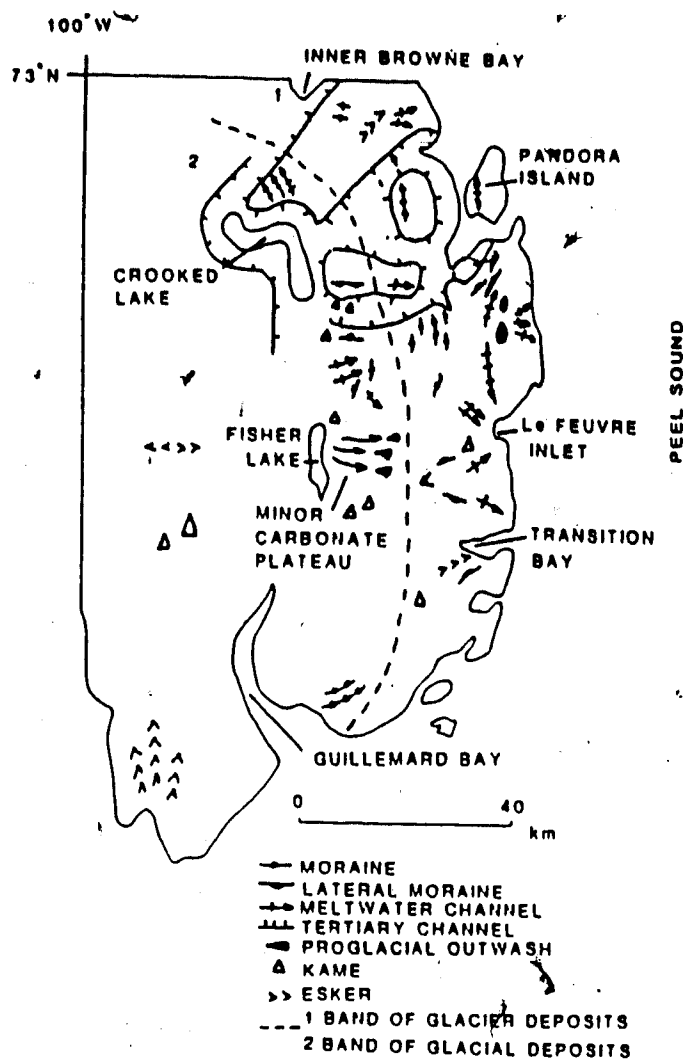 100°W
73°N
INNER BROWNE BAY
1
2
PANDORA
ISLAND
CROOKED
LAKE
PEEL SOUND
Le FEUVRE
INLET
FISHER
LAKE
MINOR
CARBONATE
PLATEAU
TRANSITION
BAY
GUILLEMARD BAY
0 40
km
MORAINE
LATERAL MORAINE
MELTWATER CHANNEL
TERTIARY CHANNEL
PROGLACIAL OUTWASH
KAME
ESKER
1 BAND OF GLACIER DEPOSITS
2 BAND OF GLACIAL DEPOSITS